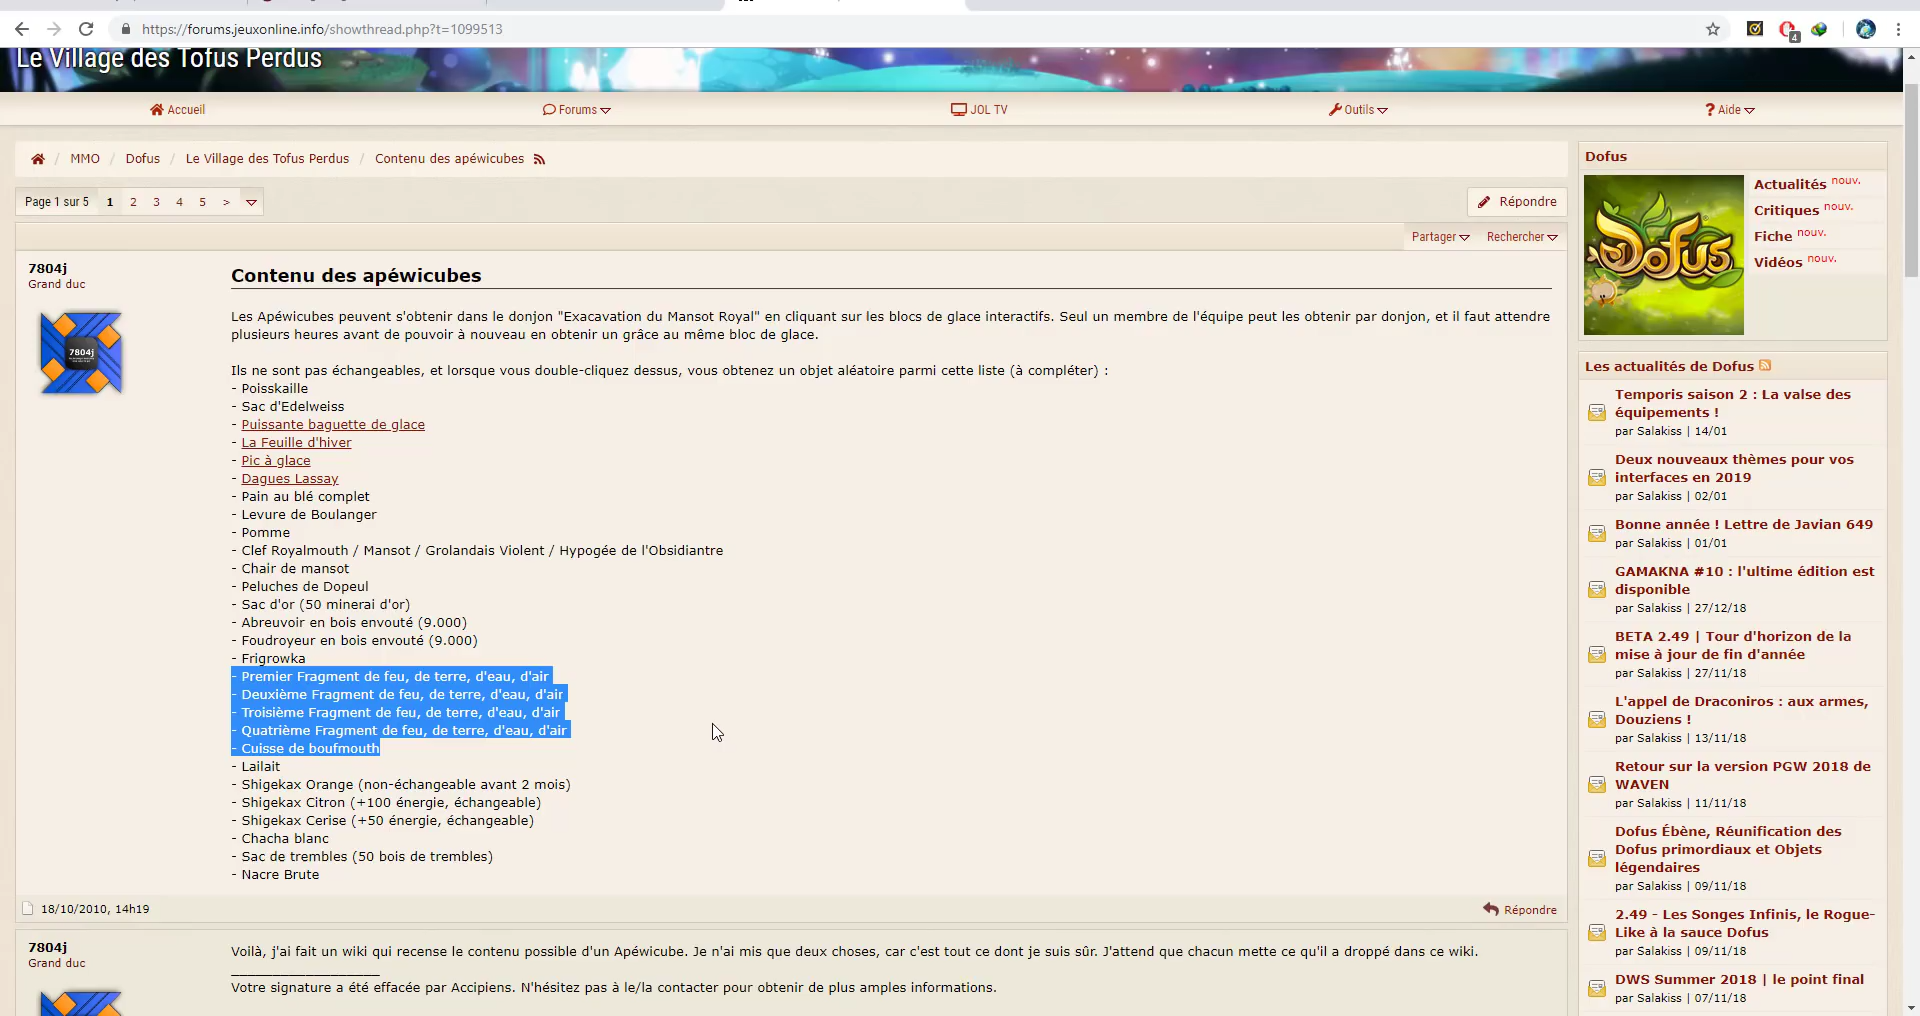 https://forums.jeuxonline.info/showthread.php?t=1099513
4
Le Village des Tofus Perdus
Accueil
Forums
JOL TV
Outils
Aide
MMO / Dofus / Le Village des Tofus Perdus / Contenu des apéwicubes
Page 1 sur 5 1 2 3 4 5 >
Répondre
Partager
Rechercher
7804j
Grand duc
7804j
Contenu des apéwicubes
Les Apéwicubes peuvent s'obtenir dans le donjon "Exacavation du Mansot Royal" en cliquant sur les blocs de glace interactifs. Seul un membre de l'équipe peut les obtenir par donjon, et il faut attendre
plusieurs heures avant de pouvoir à nouveau en obtenir un grâce au même bloc de glace.
Ils ne sont pas échangeables, et lorsque vous double-cliquez dessus, vous obtenez un objet aléatoire parmi cette liste (à compléter) :
- Poisskaille
- Sac d'Edelweiss
- Puissante baguette de glace
- La Feuille d'hiver
- Pic à glace
- Dagues Lassay
- Pain au blé complet
- Levure de Boulanger
- Pomme
- Clef Royalmouth / Mansot / Grolandais Violent / Hypogée de l'Obsidiantre
- Chair de mansot
- Peluches de Dopeul
- Sac d'or (50 minerai d'or)
- Abreuvoir en bois envouté (9.000)
- Foudroyeur en bois envouté (9.000)
- Frigrowka
- Premier Fragment de feu, de terre, d'eau, d'air
- Deuxième Fragment de feu, de terre, d'eau, d'air
- Troisième Fragment de feu, de terre, d'eau, d'air
- Quatrième Fragment de feu, de terre, d'eau, d'air
- Cuisse de boufmouth
- Lailait
- Shigekax Orange (non-échangeable avant 2 mois)
- Shigekax Citron (+100 énergie, échangeable)
- Shigekax Cerise (+50 énergie, échangeable)
- Chacha blanc
- Sac de trembles (50 bois de trembles)
- Nacre Brute
18/10/2010, 14h19
Répondre
7804j
Grand duc
Voilà, j'ai fait un wiki qui recense le contenu possible d'un Apéwicube. Je n'ai mis que deux choses, car c'est tout ce dont je suis sûr. J'attend que chacun mette ce qu'il a droppé dans ce wiki.
Votre signature a été effacée par Accipiens. N'hésitez pas à le/la contacter pour obtenir de plus amples informations.
Dofus
DOFUS
Actualités nouv.
Critiques nouv.
Fiche nouv.
Vidéos nouv.
Les actualités de Dofus
Temporis saison 2 : La valse des
équipements !
par Salakiss | 14/01
Deux nouveaux thèmes pour vos
interfaces en 2019
par Salakiss | 02/01
Bonne année ! Lettre de Javian 649
par Salakiss | 01/01
GAMAKNA #10 : l'ultime édition est
disponible
par Salakiss | 27/12/18
BETA 2.49 | Tour d'horizon de la
mise à jour de fin d'année
par Salakiss | 27/11/18
L'appel de Draconiros : aux armes,
Douziens !
par Salakiss | 13/11/18
Retour sur la version PGW 2018 de
WAVEN
par Salakiss | 11/11/18
Dofus Ébène, Réunification des
Dofus primordiaux et Objets
légendaires
par Salakiss | 09/11/18
2.49 - Les Songes Infinis, le Rogue-
Like à la sauce Dofus
par Salakiss | 09/11/18
DWS Summer 2018 | le point final
par Salakiss | 07/11/18